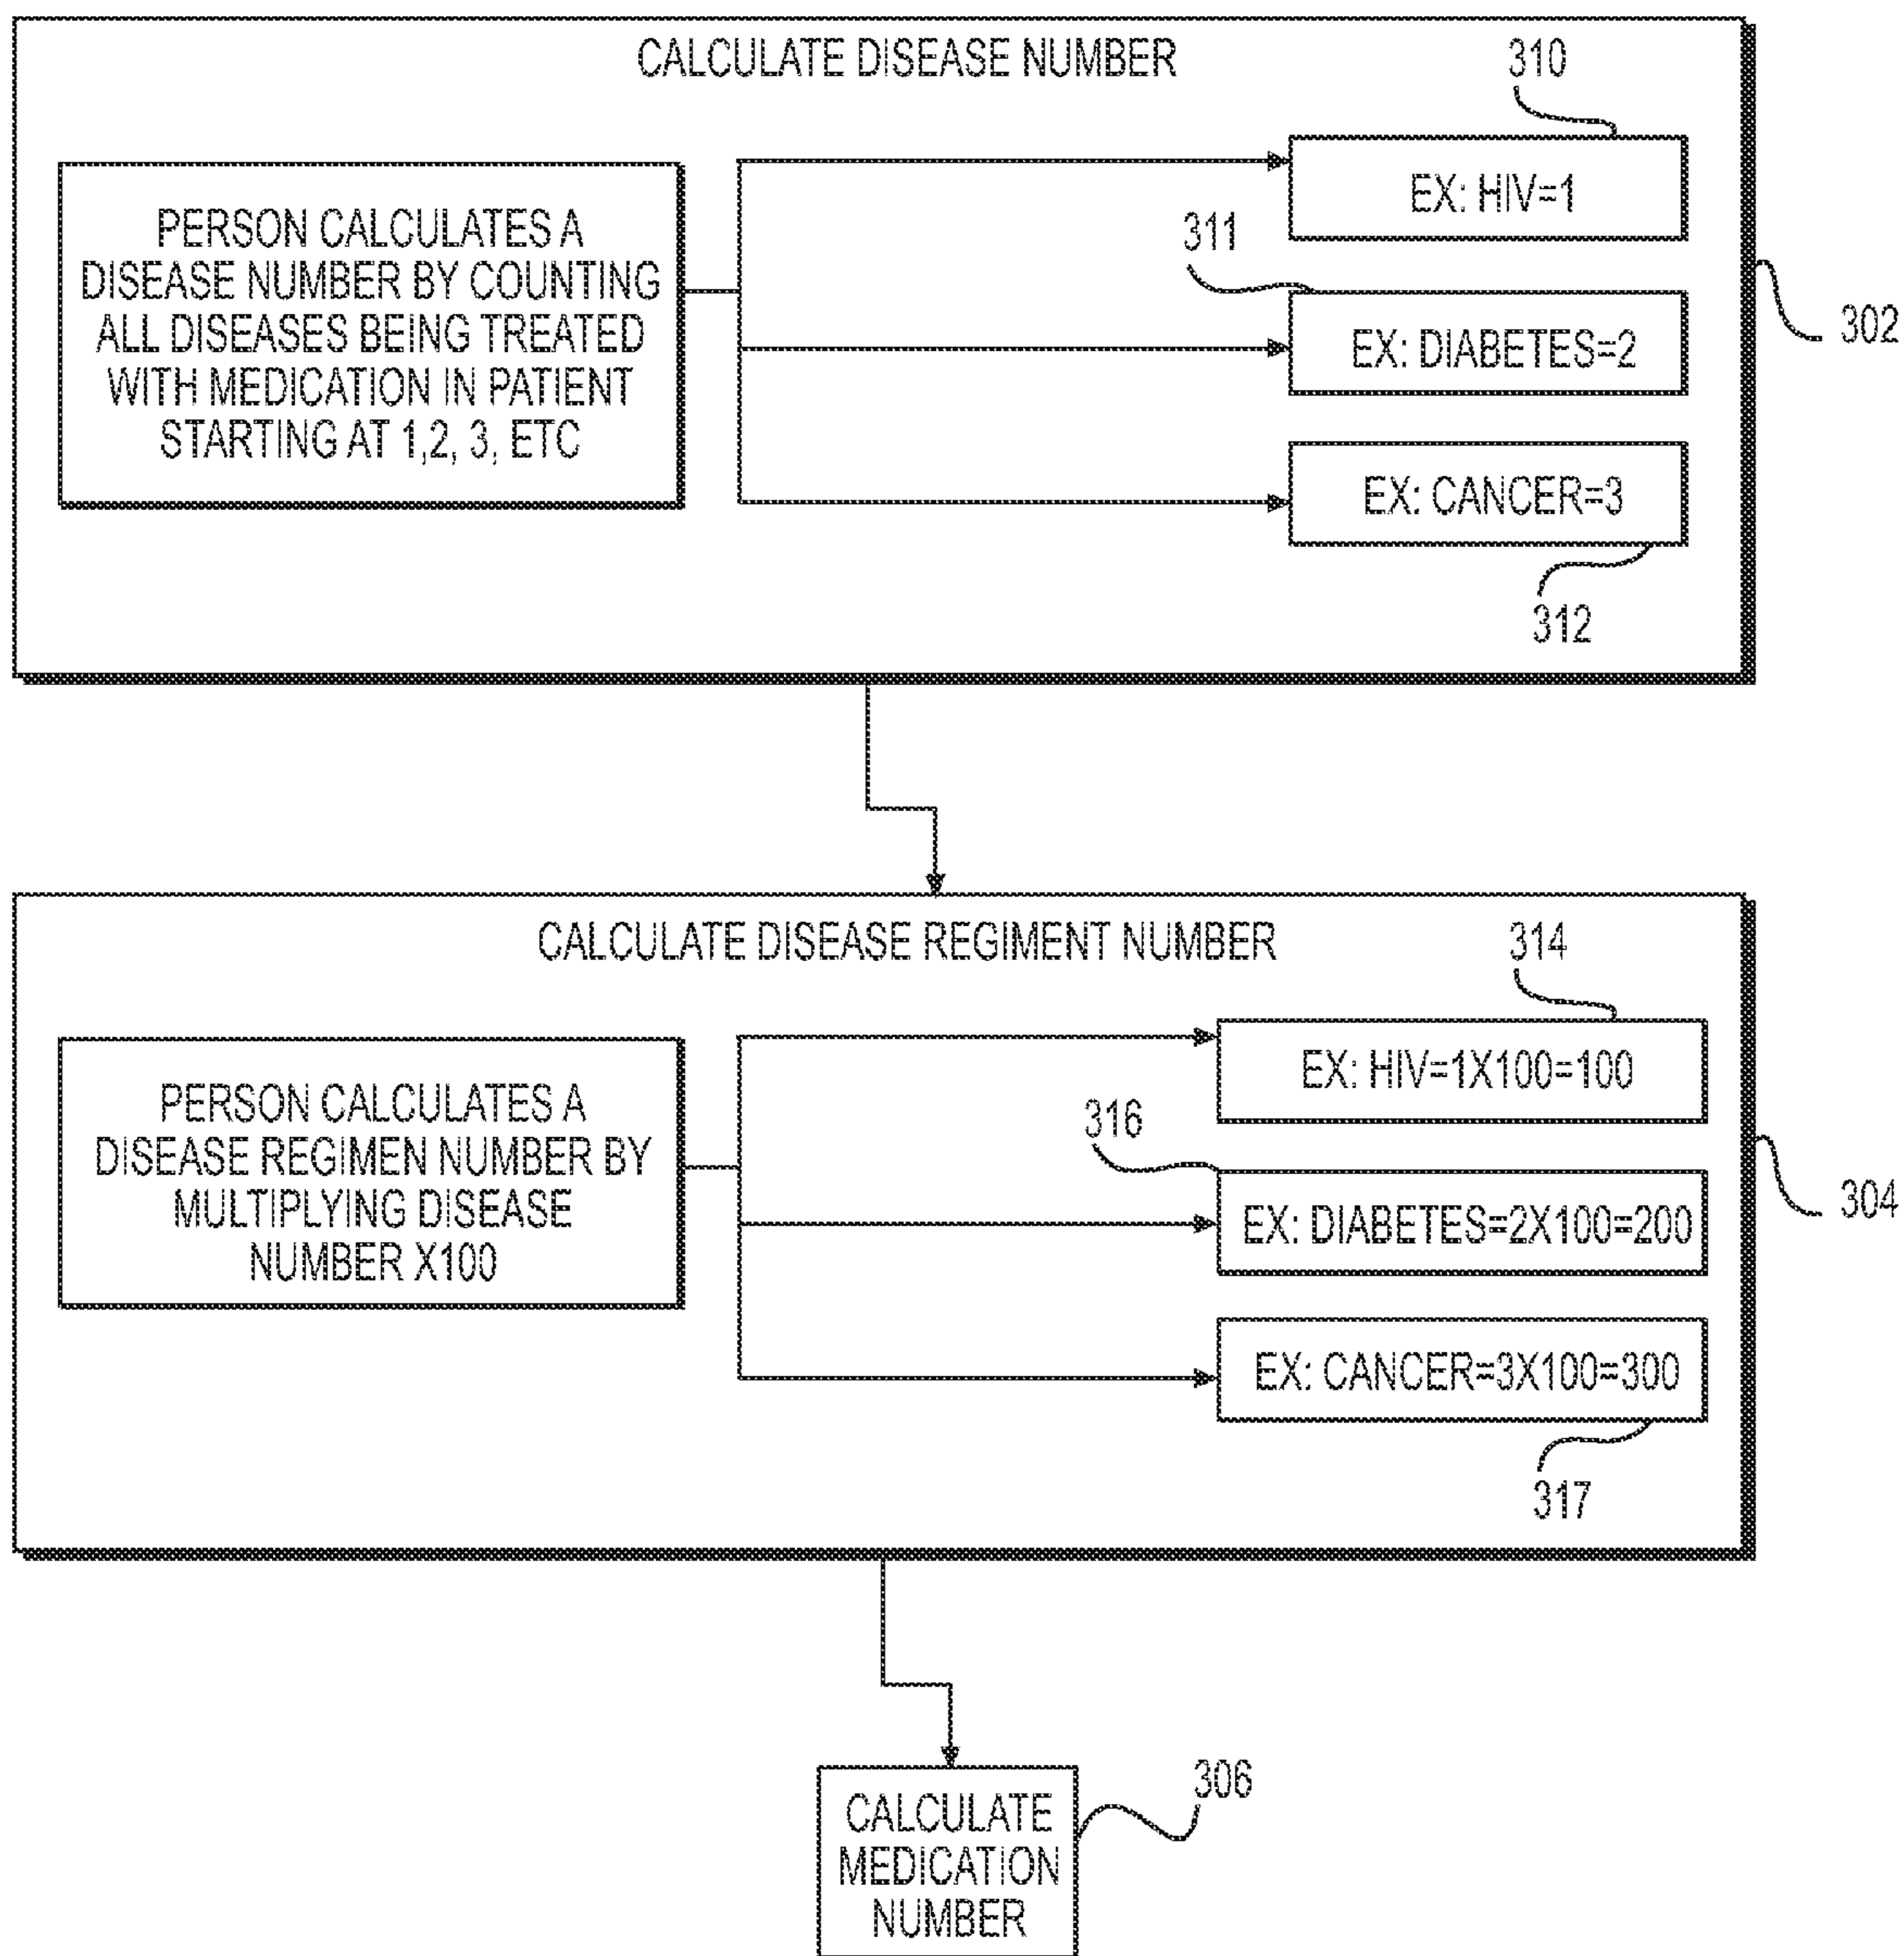 CALCULATE DISEASE NUMBER
310
PERSON CALCULATES A
DISEASE NUMBER BY COUNTING
ALL DISEASES BEING TREATED
WITH MEDICATION IN PATIENT
STARTING AT 1,2, 3, ETC
EX: HIV=1
311
EX: DIABETES=2
302
EX: CANCER=3
312
CALCULATE DISEASE REGIMENT NUMBER
314
PERSON CALCULATES A
DISEASE REGIMEN NUMBER BY
MULTIPLYING DISEASE
NUMBER X100
EX: HIV=1X100=100
316
EX: DIABETES=2X100=200
304
EX: CANCER=3X100=300
317
306
CALCULATE
MEDICATION
NUMBER